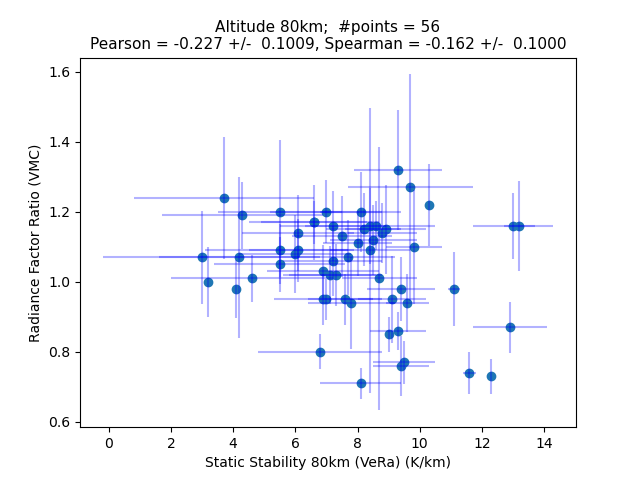 Altitude 80km;  #points = 56
Pearson = -0.227 +/-  0.1009, Spearman = -0.162 +/-  0.1000
1.6
1.4
1.2
1.0
0.8
0.6
Radiance Factor Ratio (VMC)
0 2 4 6 8 10 12 14
Static Stability 80km (VeRa) (K/km)